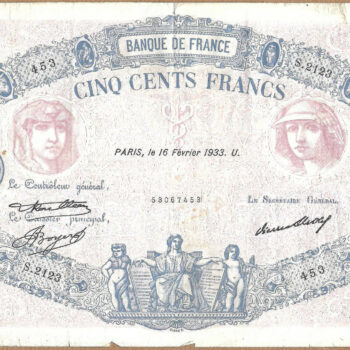 BANQUE DE FRANCE
453
S.2123
CINQ CENTS FRANCS
PARIS, le 16 Février 1933. U.
Le Contrôleur général,
53067453
Le Secrétaire Général,
Le Caissier principal,
S.2123
453